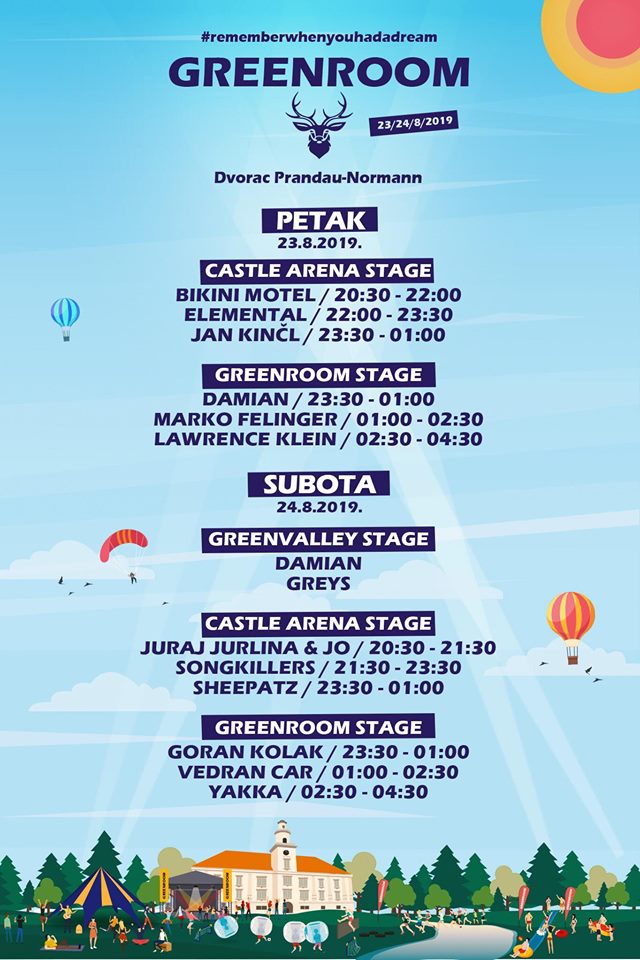 #rememberwhenyouhadadream
GREENROOM
23/24/8/2019
Dvorac Prandau-Normann
PETAK
23.8.2019.
CASTLE ARENA STAGE
BIKINI MOTEL / 20:30 - 22:00
ELEMENTAL / 22:00 - 23:30
JAN KINČL / 23:30 - 01:00
GREENROOM STAGE
DAMIAN / 23:30 - 01:00
MARKO FELINGER / 01:00 - 02:30
LAWRENCE KLEIN / 02:30 - 04:30
SUBOTA
24.8.2019.
GREENVALLEY STAGE
DAMIAN
GREYS
CASTLE ARENA STAGE
JURAJ JURLINA & JO / 20:30 - 21:30
SONGKILLERS / 21:30 - 23:30
SHEEPATZ / 23:30 - 01:00
GREENROOM STAGE
GORAN KOLAK / 23:30 - 01:00
VEDRAN CAR / 01:00 - 02:30
YAKKA / 02:30 - 04:30
GREENROOM
GREENROOM